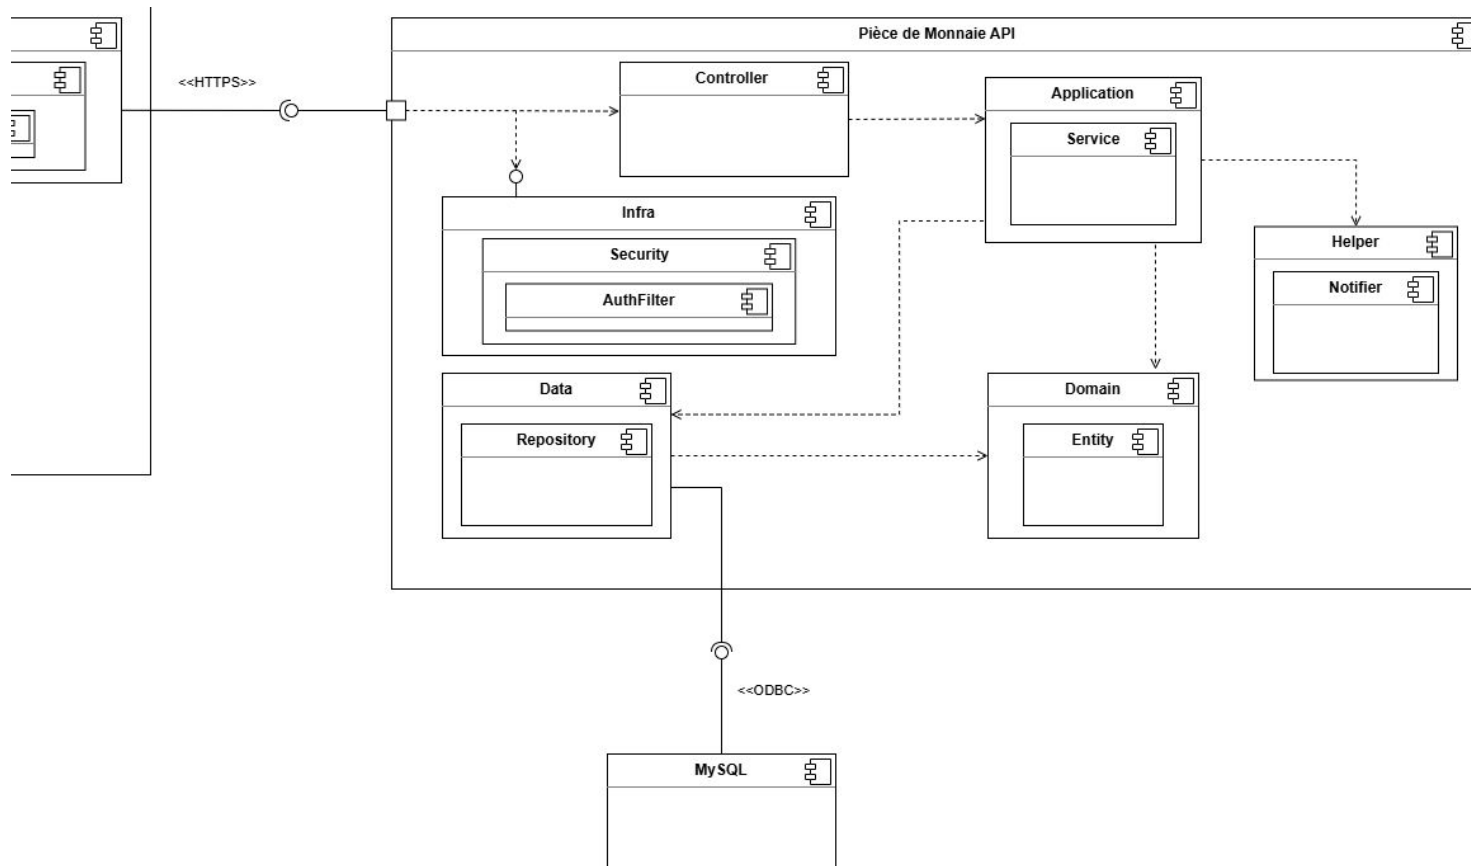 Pièce de Monnaie API
<<HTTPS>>
Controller
Application
Service
Infra
Security
AuthFilter
Helper
Notifier
Data
Repository
Domain
Entity
<<ODBC>>
MySQL